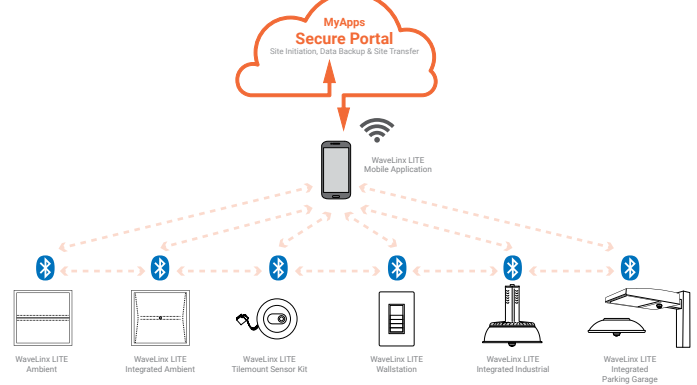 MyApps
Secure Portal
Site Initiation, Data Backup & Site Transfer
WaveLinx LITE
Mobile Application
WaveLinx LITE
Ambient
WaveLinx LITE
Integrated Ambient
WaveLinx LITE
Tilemount Sensor Kit
WaveLinx LITE
Wallstation
WaveLinx LITE
Integrated Industrial
WaveLinx LITE
Integrated
Parking Garage